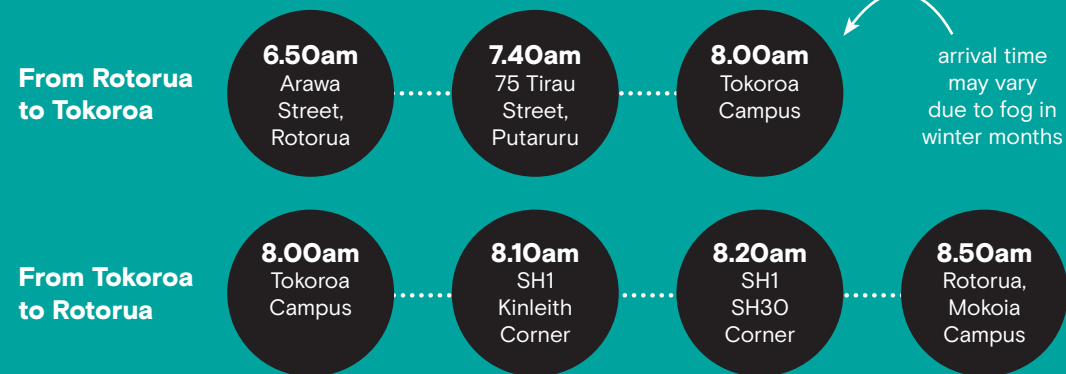 From Rotorua
to Tokoroa
6.50am
Arawa
Street,
Rotorua
7.40am
75 Tirau
Street,
Putaruru
8.00am
Tokoroa
Campus
arrival time
may vary
due to fog in
winter months
From Tokoroa
to Rotorua
8.00am
Tokoroa
Campus
8.10am
SH1
Kinleith
Corner
8.20am
SH1
SH30
Corner
8.50am
Rotorua,
Mokoia
Campus